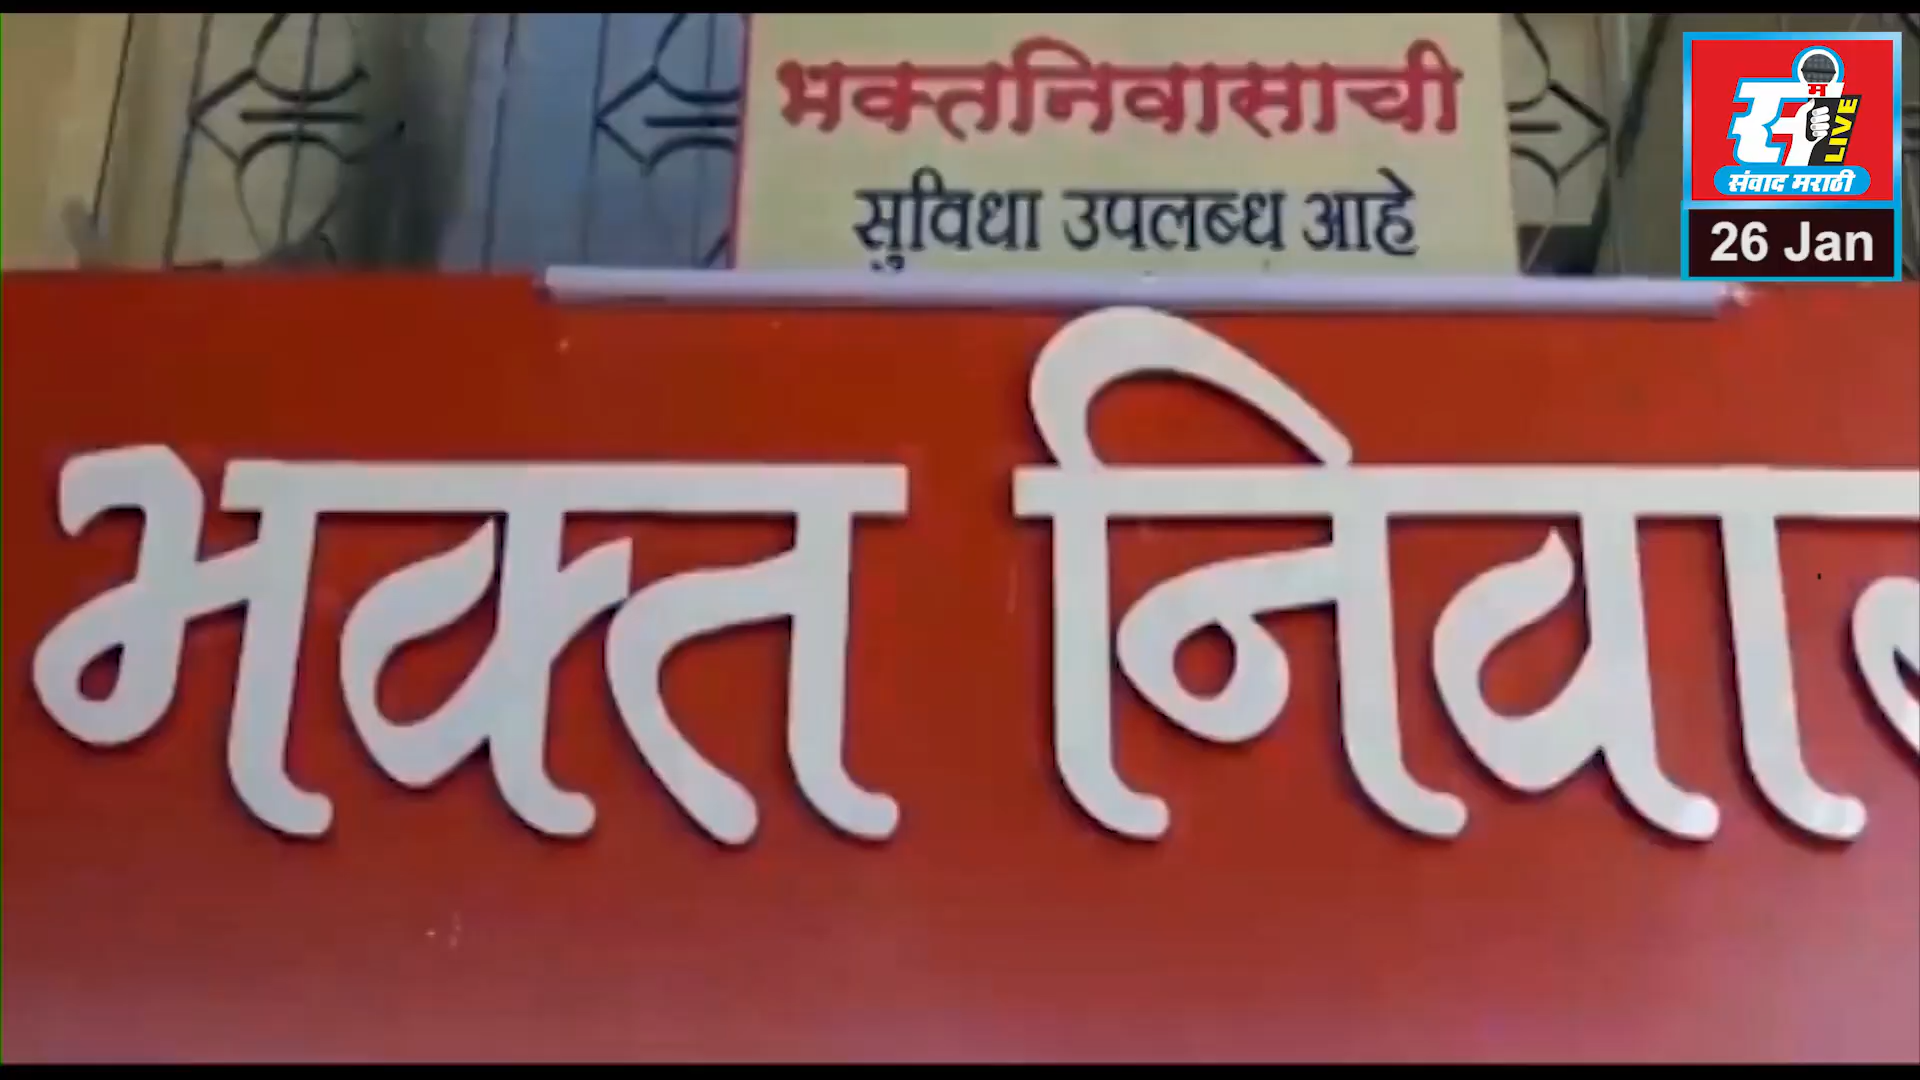 भक्तनिवासाची
सुविधा उपलब्ध आहे
स
म
LIVE
संवाद मराठी
26 Jan
भक्त निवा